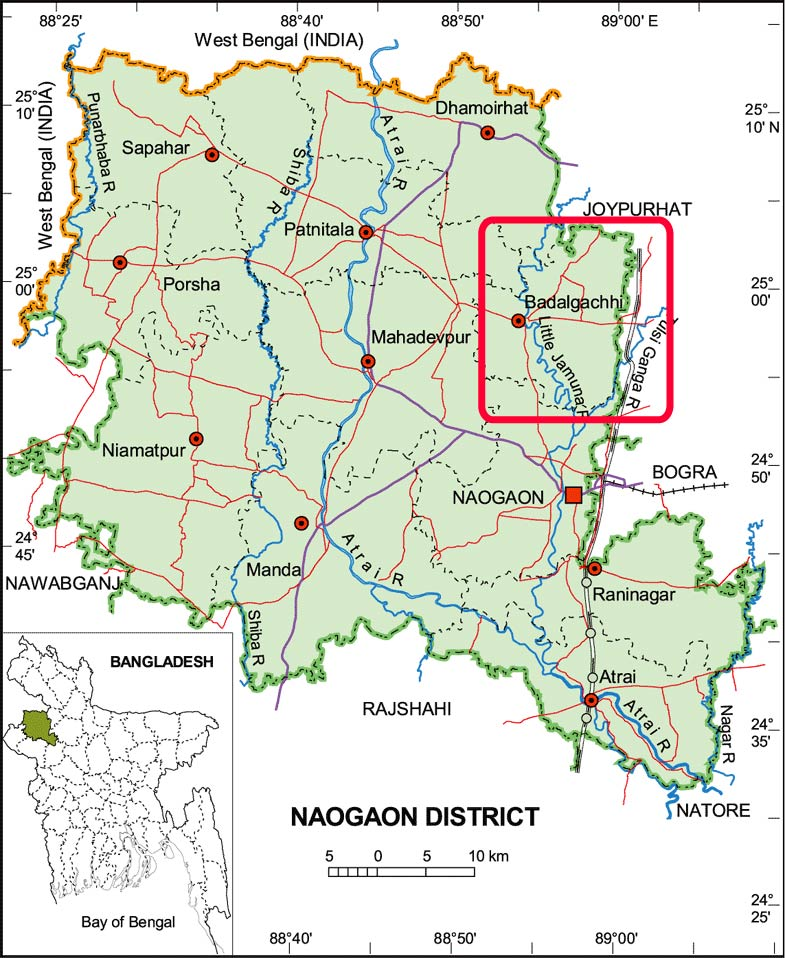 88°25'
88°40'
88°50'
89°00' E
West Bengal (INDIA)
West Bengal (INDIA)
25°
10'
25°
10' N
Dhamoirhat
Punarbhaba R
Atrai R
Sapahar
Shiba R
JOYPURHAT
Patnitala
25°
00'
Porsha
25°
00'
Badalgachhi
Little Jamuna R
Tulsi Ganga R
Mahadevpur
Niamatpur
24°
50'
BOGRA
NAOGAON
24°
45'
Atrai R
Manda
NAWABGANJ
Raninagar
Shiba R
BANGLADESH
Atrai
RAJSHAHI
Atrai R
Nagar R
24°
35'
NATORE
NAOGAON DISTRICT
5 0 5 10 km
Bay of Bengal
24°
25'
88°40'
88°50'
89°00'